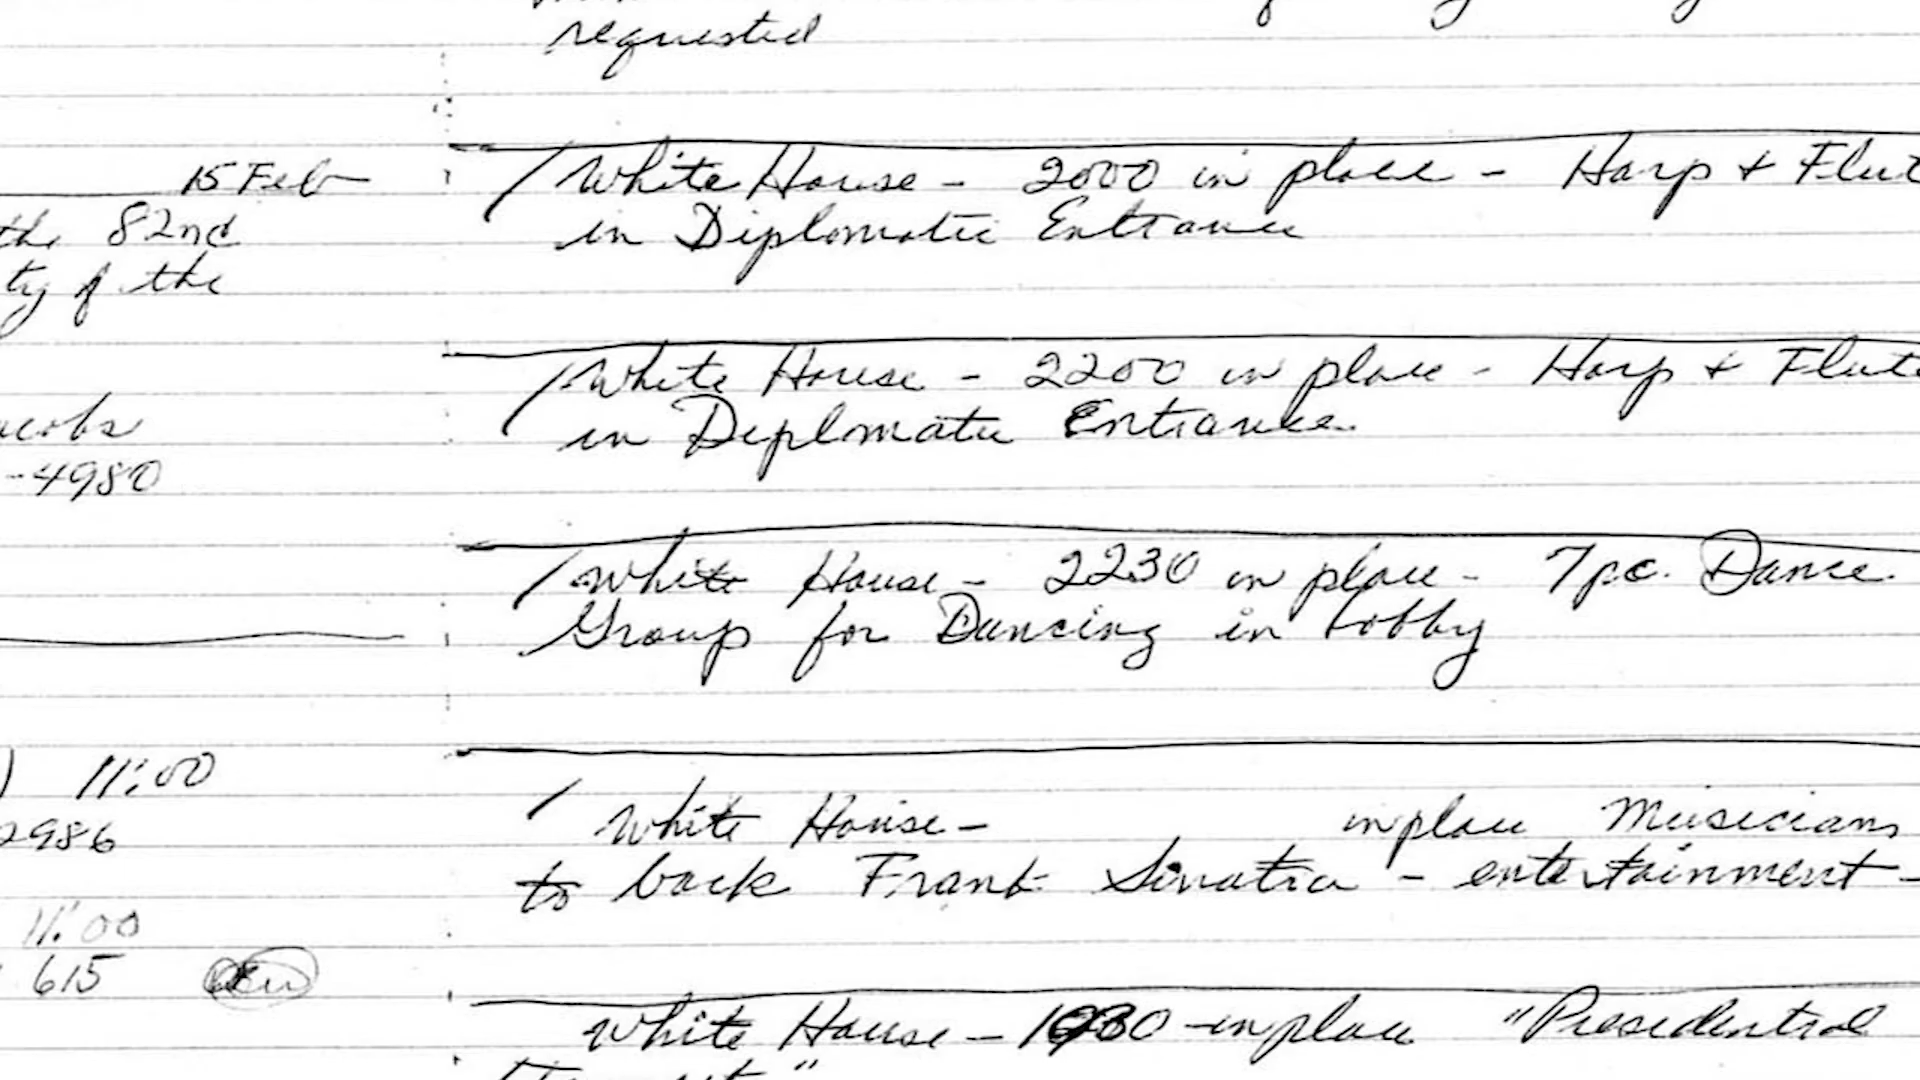 requested
15 Feb
the 82nd
ty of the
-4980
11:00
2986
11:00
615
White House - 2000 in place - Harp + Flut
in Diplomatic Entrance
White House - 2200 in place - Harp + Flute
in Diplomatic Entrance
White House - 2230 in place - 7 pc. Dance
Group for Dancing in Lobby
White House - in place Musicians
to back Frank Sinatra - entertainment -
White House - 1930 - in place "Presidential